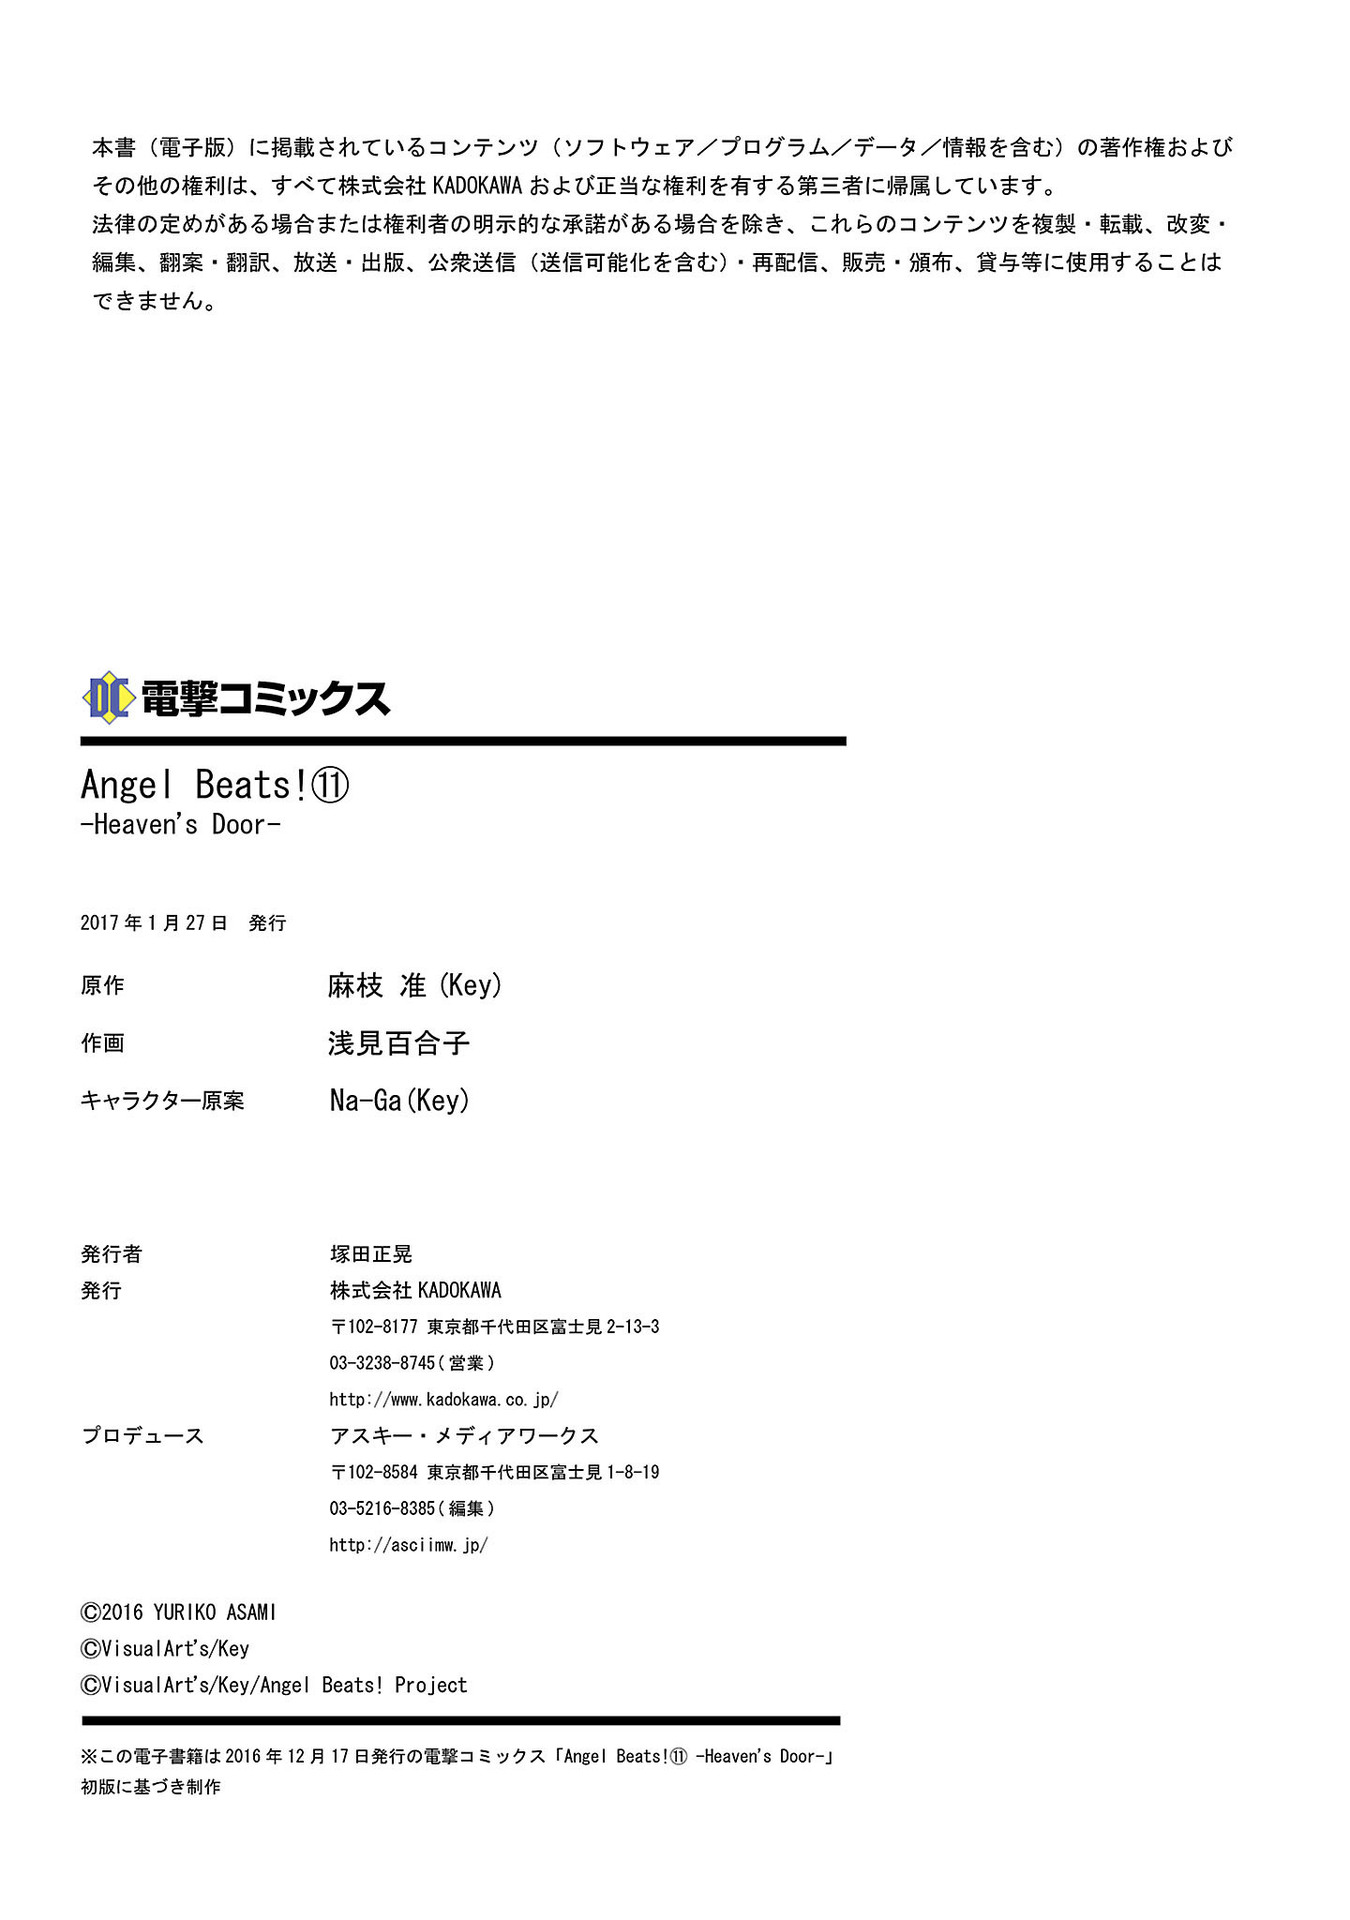 本書（電子版）に掲載されているコンテンツ（ソフトウェア／プログラム／データ／情報を含む）の著作権および
その他の権利は、すべて株式会社 KADOKAWA および正当な権利を有する第三者に帰属しています。
法律の定めがある場合または権利者の明示的な承諾がある場合を除き、これらのコンテンツを複製・転載、改変・
編集、翻案・翻訳、放送・出版、公衆送信（送信可能化を含む）・再配信、販売・頒布、貸与等に使用することは
できません。
DC 電撃コミックス
Angel Beats!⑪
-Heaven's Door-
2017 年 1 月 27 日　発行
原作　麻枝 准 (Key)
作画　浅見百合子
キャラクター原案　Na-Ga(Key)
発行者　塚田正晃
発行　株式会社 KADOKAWA
〒102-8177 東京都千代田区富士見 2-13-3
03-3238-8745( 営業 )
http://www.kadokawa.co.jp/
プロデュース　アスキー・メディアワークス
〒102-8584 東京都千代田区富士見 1-8-19
03-5216-8385( 編集 )
http://asciimw.jp/
©2016 YURIKO ASAMI
©VisualArt's/Key
©VisualArt's/Key/Angel Beats! Project
※この電子書籍は 2016 年 12 月 17 日発行の電撃コミックス「Angel Beats!⑪ -Heaven's Door-」
初版に基づき制作